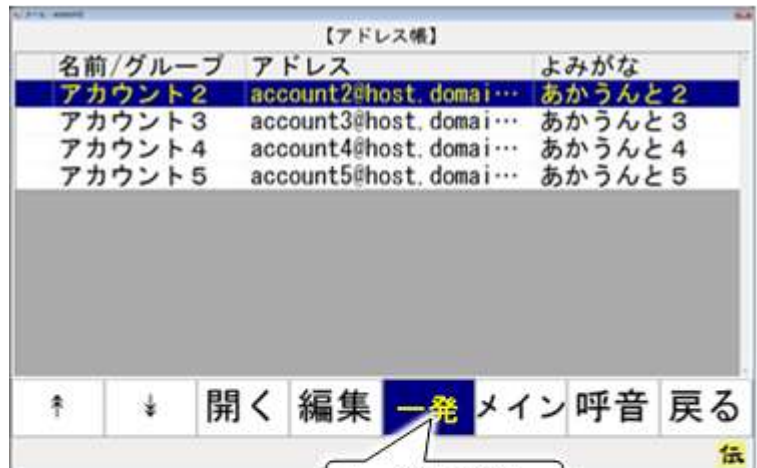 【アドレス帳】
名前/グループ アドレス よみがな
アカウント2 account2@host.domai… あかうんと2
アカウント3 account3@host.domai… あかうんと3
アカウント4 account4@host.domai… あかうんと4
アカウント5 account5@host.domai… あかうんと5
開く 編集 一発 メイン 呼音 戻る
伝